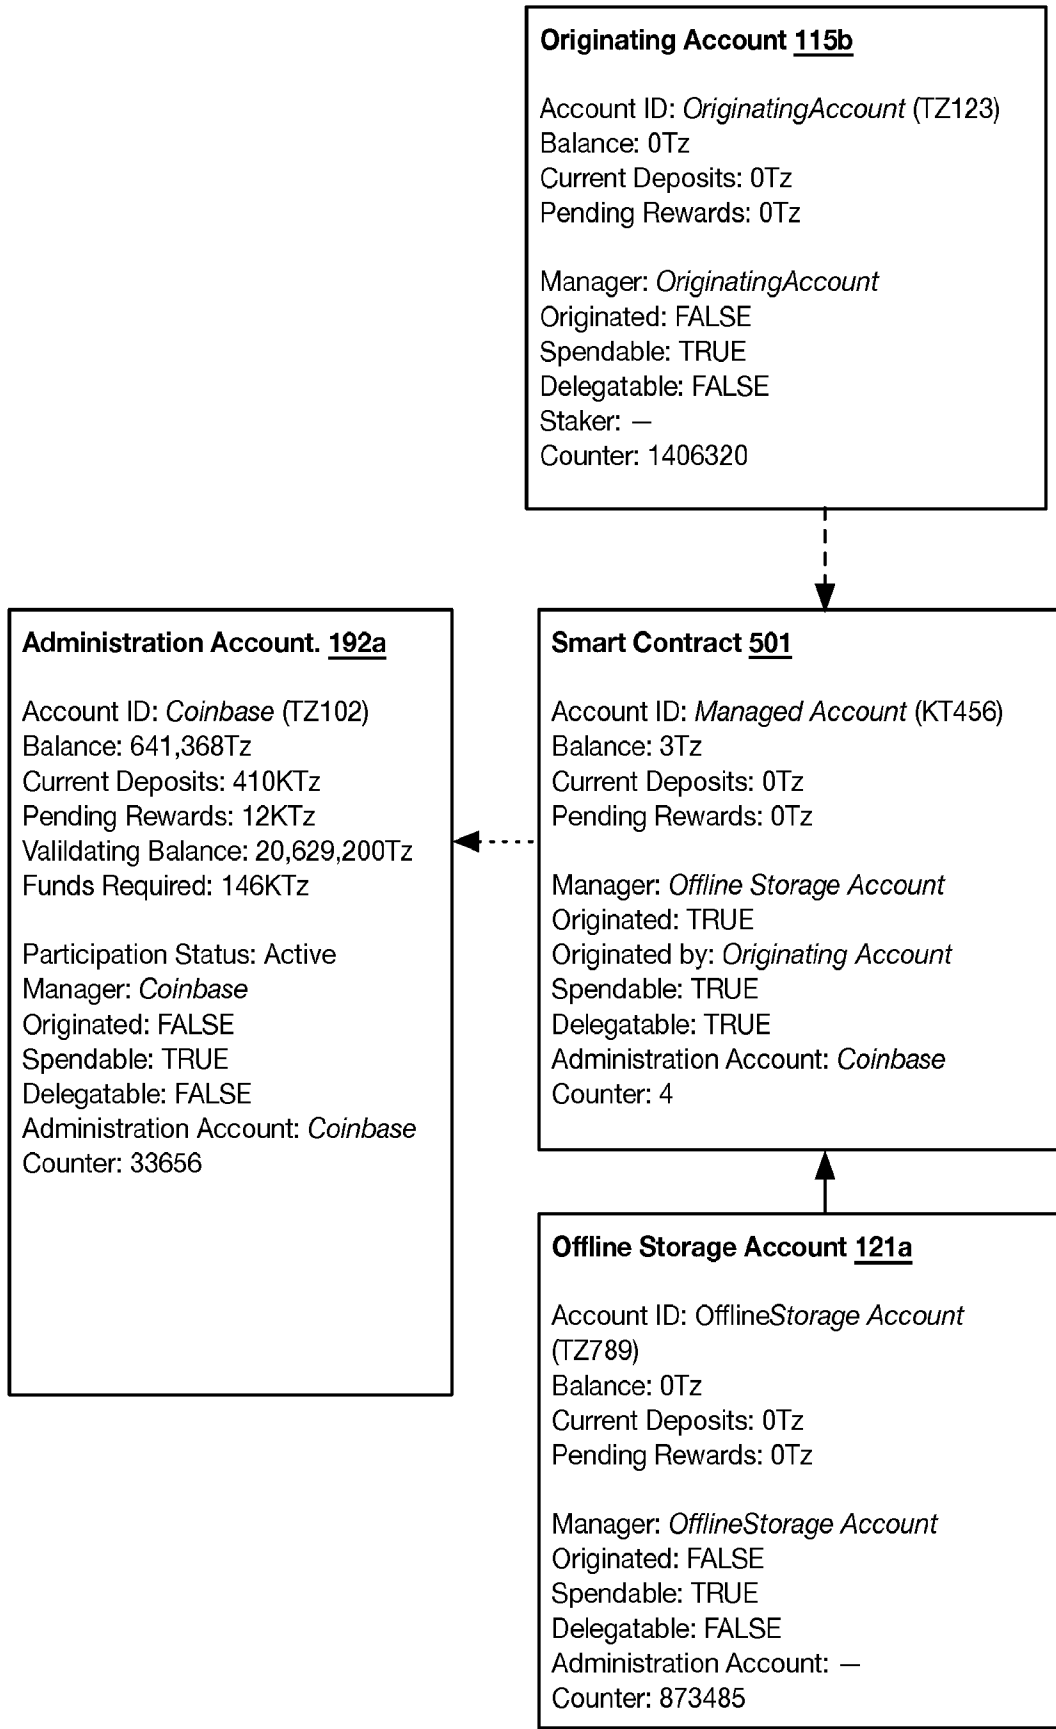 Originating Account 115b
Account ID: OriginatingAccount (TZ123)
Balance: 0Tz
Current Deposits: 0Tz
Pending Rewards: 0Tz
Manager: OriginatingAccount
Originated: FALSE
Spendable: TRUE
Delegatable: FALSE
Staker: —
Counter: 1406320
Administration Account. 192a
Account ID: Coinbase (TZ102)
Balance: 641,368Tz
Current Deposits: 410KTz
Pending Rewards: 12KTz
Valildating Balance: 20,629,200Tz
Funds Required: 146KTz
Participation Status: Active
Manager: Coinbase
Originated: FALSE
Spendable: TRUE
Delegatable: FALSE
Administration Account: Coinbase
Counter: 33656
Smart Contract 501
Account ID: Managed Account (KT456)
Balance: 3Tz
Current Deposits: 0Tz
Pending Rewards: 0Tz
Manager: Offline Storage Account
Originated: TRUE
Originated by: Originating Account
Spendable: TRUE
Delegatable: TRUE
Administration Account: Coinbase
Counter: 4
Offline Storage Account 121a
Account ID: OfflineStorage Account
(TZ789)
Balance: 0Tz
Current Deposits: 0Tz
Pending Rewards: 0Tz
Manager: OfflineStorage Account
Originated: FALSE
Spendable: TRUE
Delegatable: FALSE
Administration Account: —
Counter: 873485